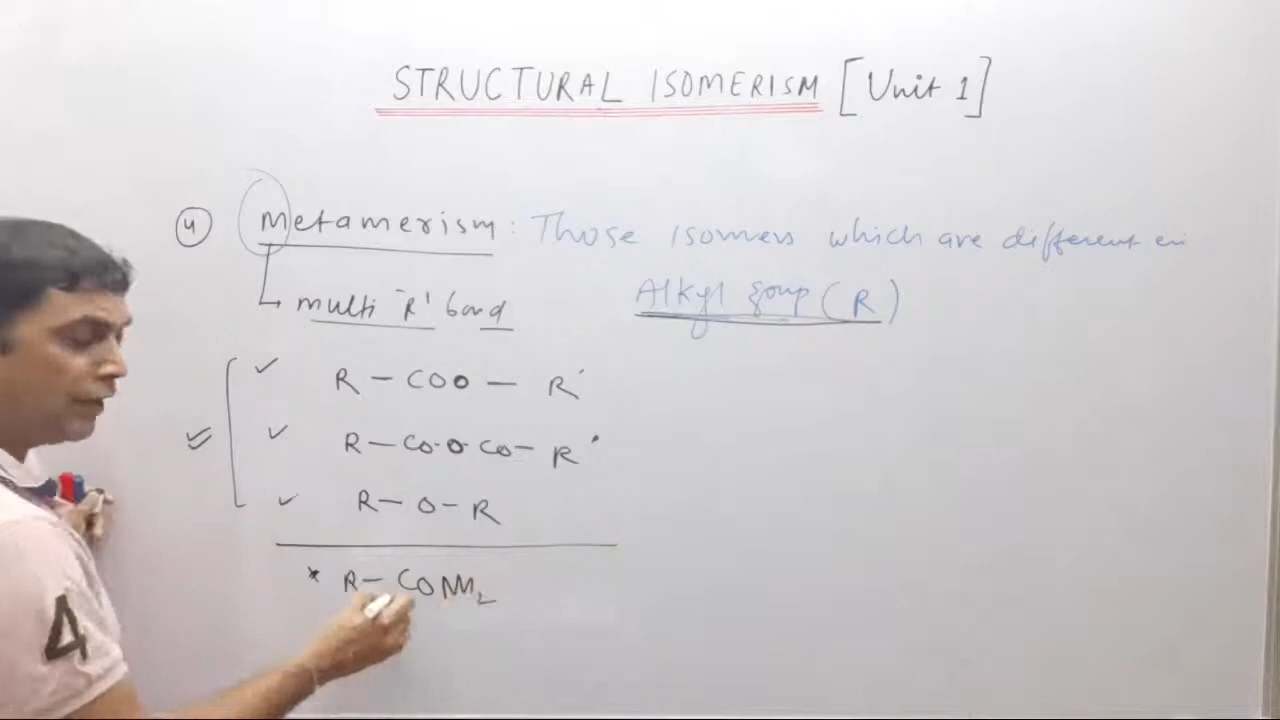 STRUCTURAL ISOMERISM [Unit 1]
4 Metamerism : Those Isomers which are different in
Alkyl group (R)
multi "R" bond
R - COO - R'
R - CO-O-CO - R'
R - O - R
* R - CONH2
4